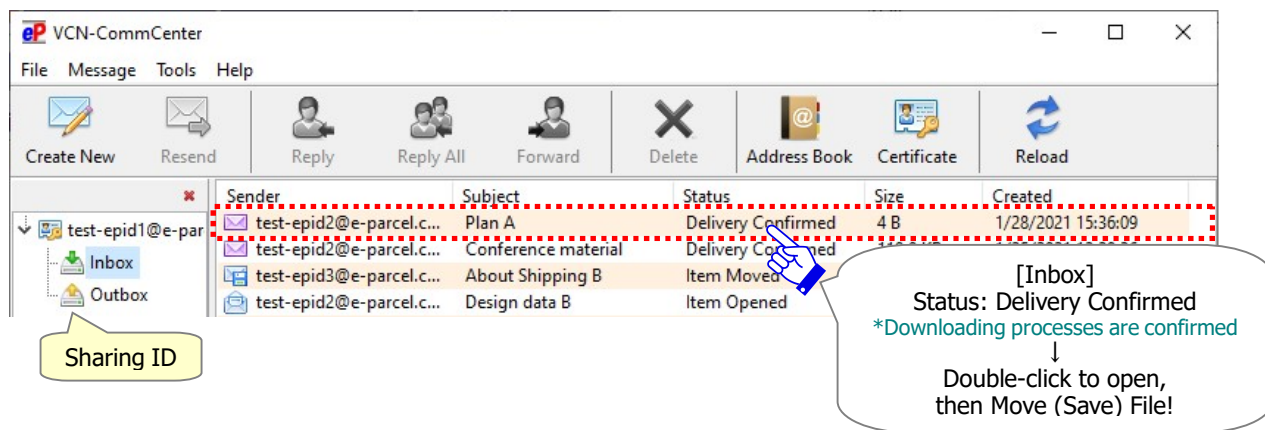 eP VCN-CommCenter
File Message Tools Help
Create New Resend Reply Reply All Forward Delete Address Book Certificate Reload
Sender Subject Status Size Created
test-epid1@e-par
Inbox
Outbox
test-epid2@e-parcel.c... Plan A Delivery Confirmed 4 B 1/28/2021 15:36:09
test-epid2@e-parcel.c... Conference material Delivery Confirmed
test-epid3@e-parcel.c... About Shipping B Item Moved
test-epid2@e-parcel.c... Design data B Item Opened
Sharing ID
[Inbox]
Status: Delivery Confirmed
*Downloading processes are confirmed
↓
Double-click to open,
then Move (Save) File!